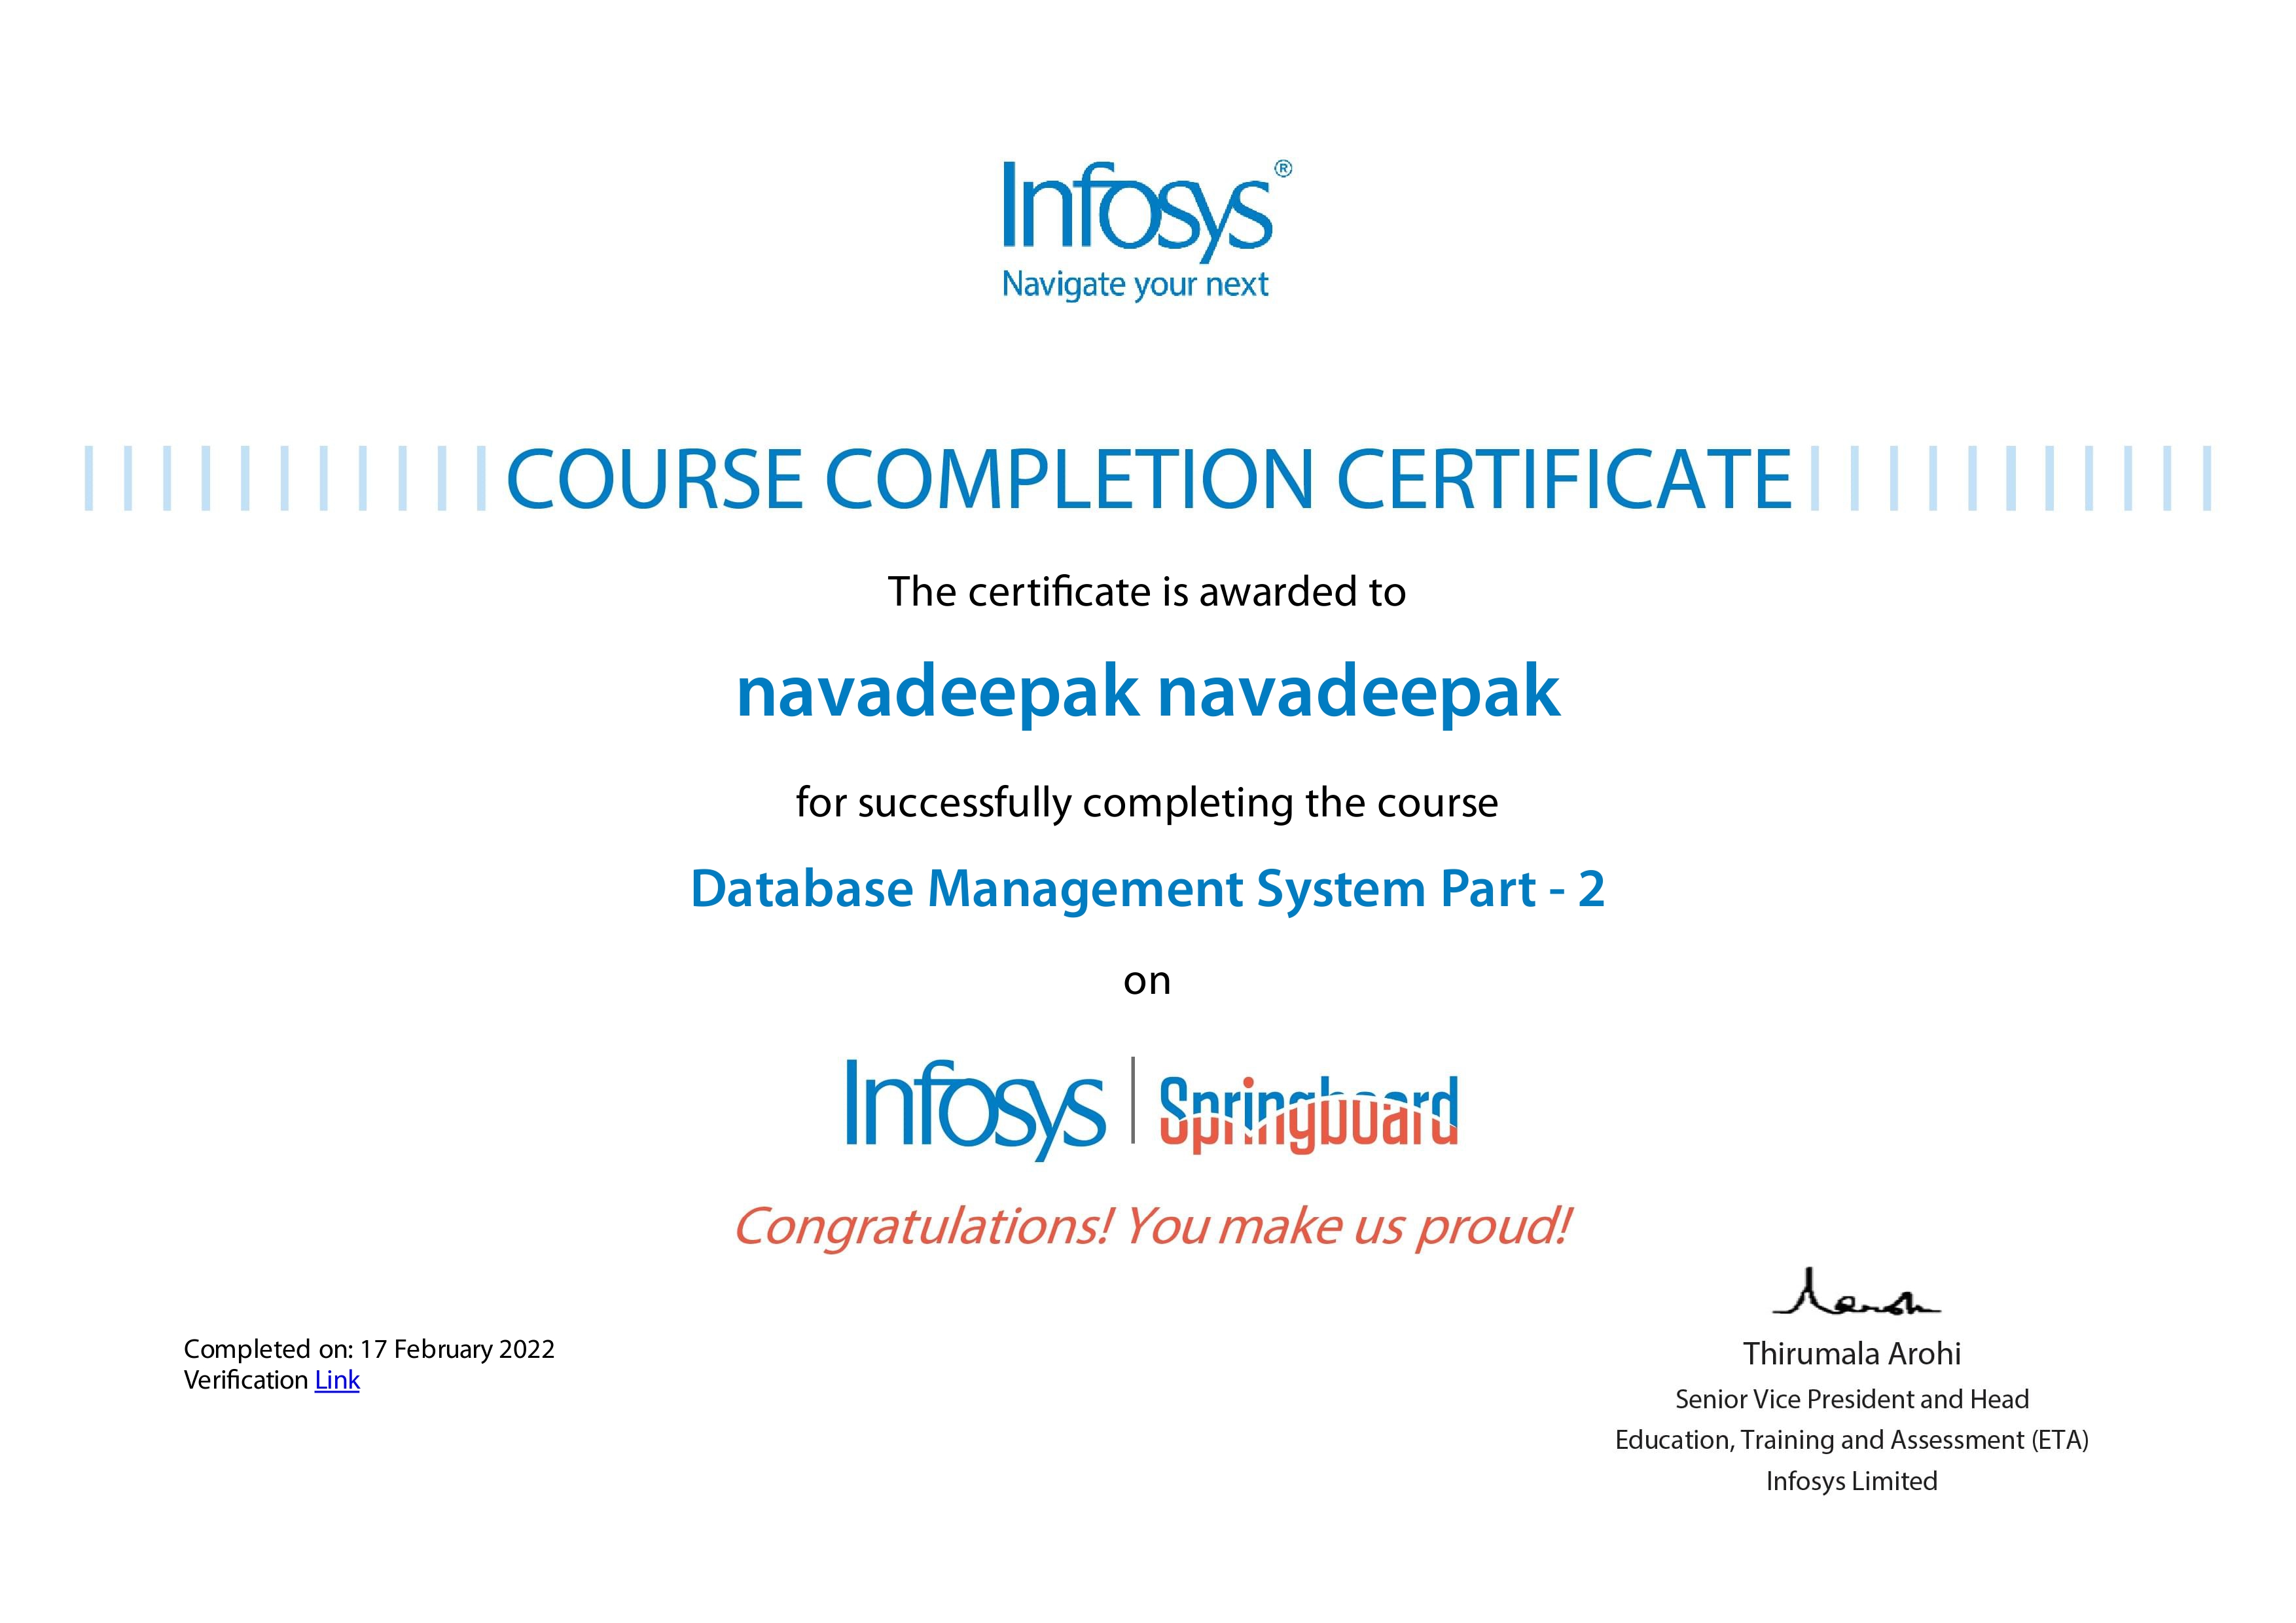 Infosys®
Navigate your next
COURSE COMPLETION CERTIFICATE
The certificate is awarded to
navadeepak navadeepak
for successfully completing the course
Database Management System Part - 2
on
Infosys | Springboard
Congratulations! You make us proud!
Completed on: 17 February 2022
Verification Link
Thirumala Arohi
Senior Vice President and Head
Education, Training and Assessment (ETA)
Infosys Limited